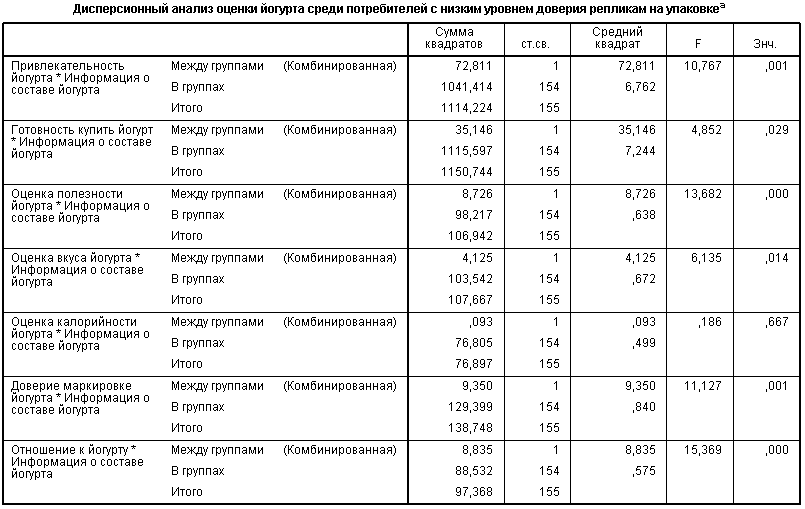 Дисперсионный анализ оценки йогурта среди потребителей с низким уровнем доверия репликам на упаковке a
Сумма квадратов ст.св. Средний квадрат F Знч.
Привлекательность йогурта * Информация о составе йогурта Между группами (Комбинированная) 72,811 1 72,811 10,767 ,001
В группах 1041,414 154 6,762
Итого 1114,224 155
Готовность купить йогурт * Информация о составе йогурта Между группами (Комбинированная) 35,146 1 35,146 4,852 ,029
В группах 1115,597 154 7,244
Итого 1150,744 155
Оценка полезности йогурта * Информация о составе йогурта Между группами (Комбинированная) 8,726 1 8,726 13,682 ,000
В группах 98,217 154 ,638
Итого 106,942 155
Оценка вкуса йогурта * Информация о составе йогурта Между группами (Комбинированная) 4,125 1 4,125 6,135 ,014
В группах 103,542 154 ,672
Итого 107,667 155
Оценка калорийности йогурта * Информация о составе йогурта Между группами (Комбинированная) ,093 1 ,093 ,186 ,667
В группах 76,805 154 ,499
Итого 76,897 155
Доверие маркировке йогурта * Информация о составе йогурта Между группами (Комбинированная) 9,350 1 9,350 11,127 ,001
В группах 129,399 154 ,840
Итого 138,748 155
Отношение к йогурту * Информация о составе йогурта Между группами (Комбинированная) 8,835 1 8,835 15,369 ,000
В группах 88,532 154 ,575
Итого 97,368 155